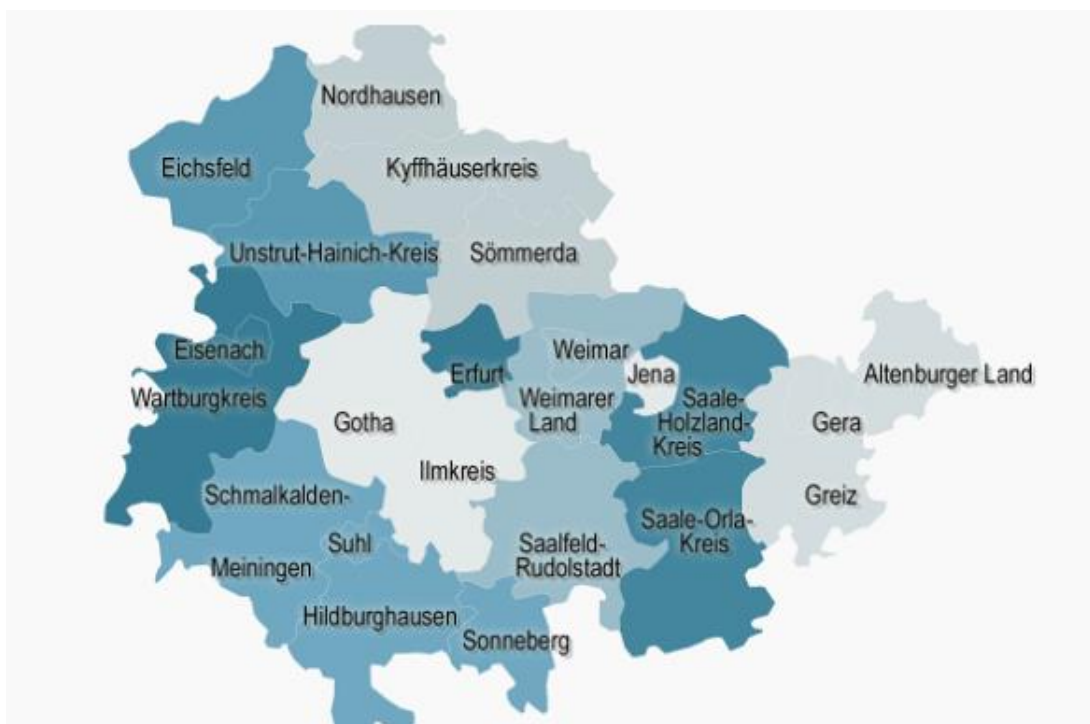 Nordhausen
Eichsfeld
Kyffhäuserkreis
Unstrut-Hainich-Kreis
Sömmerda
Eisenach
Wartburgkreis
Erfurt
Weimar
Weimarer
Land
Jena
Saale-
Holzland-
Kreis
Altenburger Land
Gotha
Gera
Ilmkreis
Greiz
Schmalkalden-
Meiningen
Suhl
Saalfeld-
Rudolstadt
Saale-Orla-
Kreis
Hildburghausen
Sonneberg